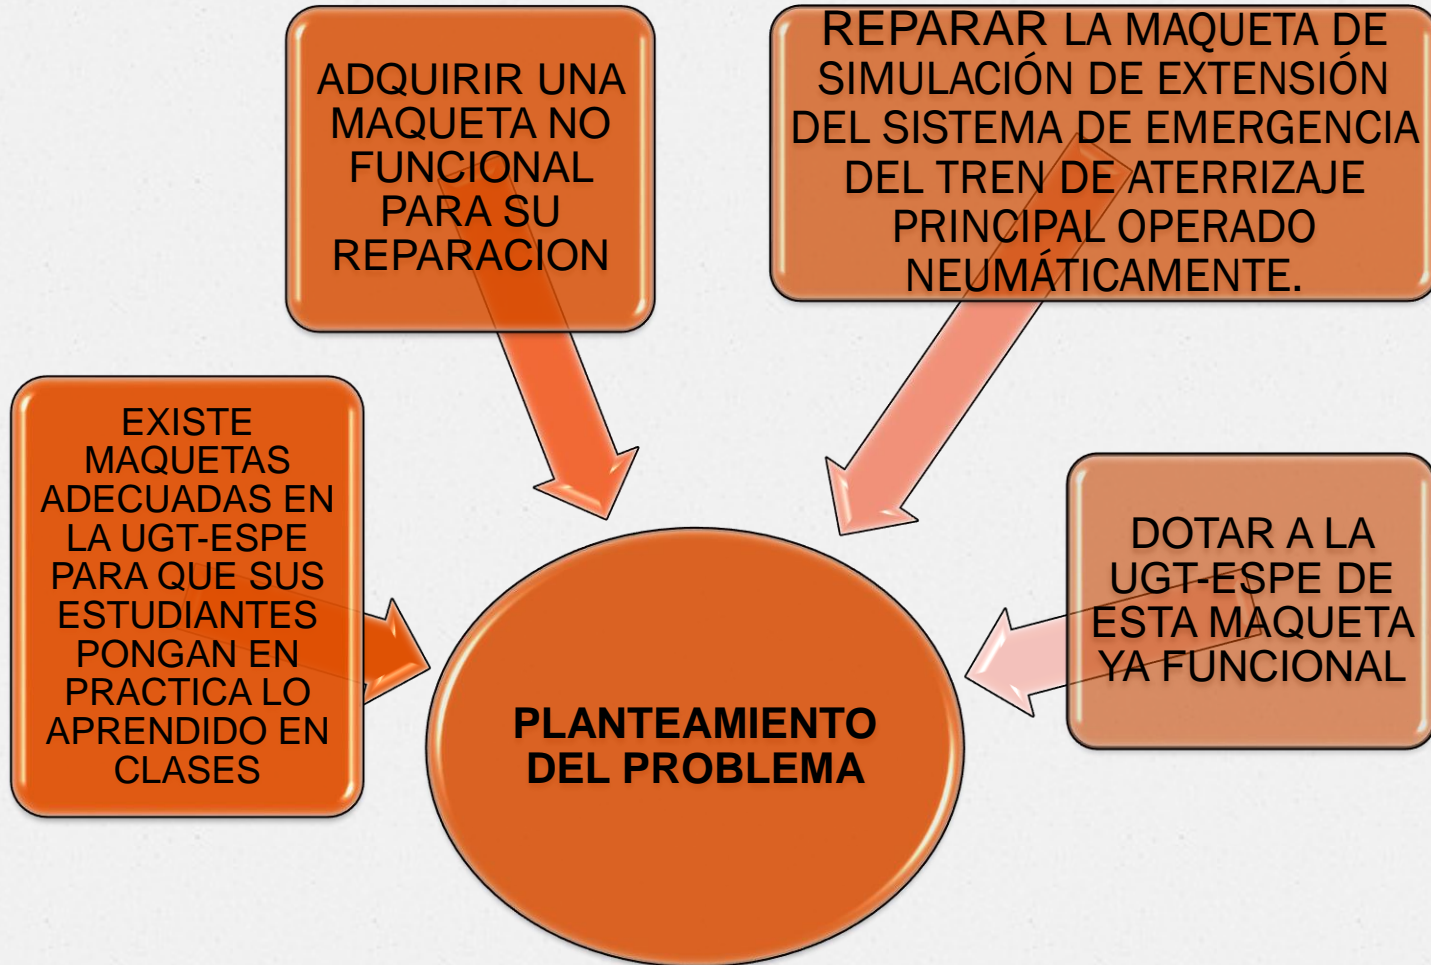 ADQUIRIR UNA
MAQUETA NO
FUNCIONAL
PARA SU
REPARACION
REPARAR LA MAQUETA DE
SIMULACIÓN DE EXTENSIÓN
DEL SISTEMA DE EMERGENCIA
DEL TREN DE ATERRIZAJE
PRINCIPAL OPERADO
NEUMÁTICAMENTE.
EXISTE
MAQUETAS
ADECUADAS EN
LA UGT-ESPE
PARA QUE SUS
ESTUDIANTES
PONGAN EN
PRACTICA LO
APRENDIDO EN
CLASES
DOTAR A LA
UGT-ESPE DE
ESTA MAQUETA
YA FUNCIONAL
PLANTEAMIENTO
DEL PROBLEMA